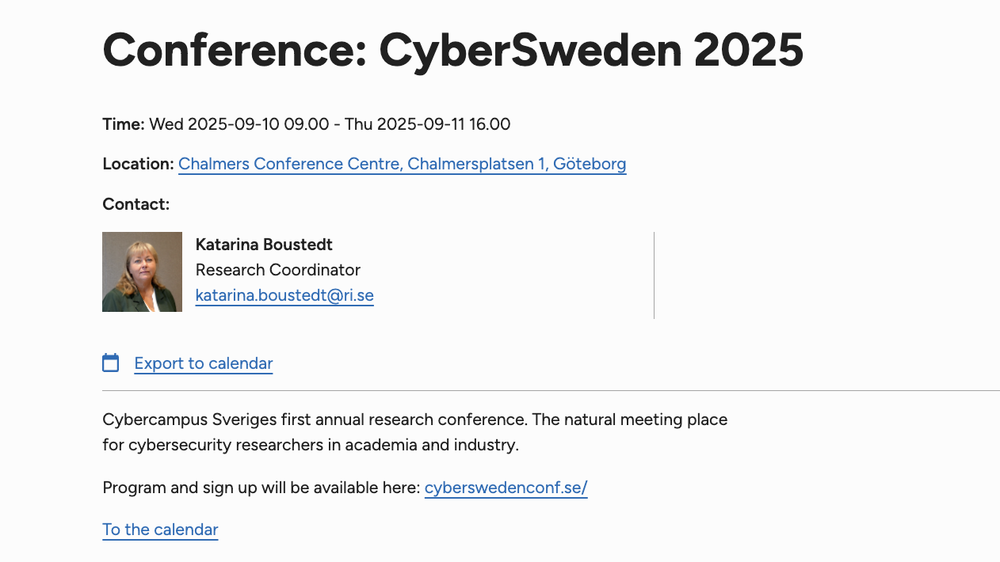 Conference: CyberSweden 2025
Time: Wed 2025-09-10 09.00 - Thu 2025-09-11 16.00
Location: Chalmers Conference Centre, Chalmersplatsen 1, Göteborg
Contact:
Katarina Boustedt
Research Coordinator
katarina.boustedt@ri.se
Export to calendar
Cybercampus Sveriges first annual research conference. The natural meeting place
for cybersecurity researchers in academia and industry.
Program and sign up will be available here: cyberswedenconf.se/
To the calendar